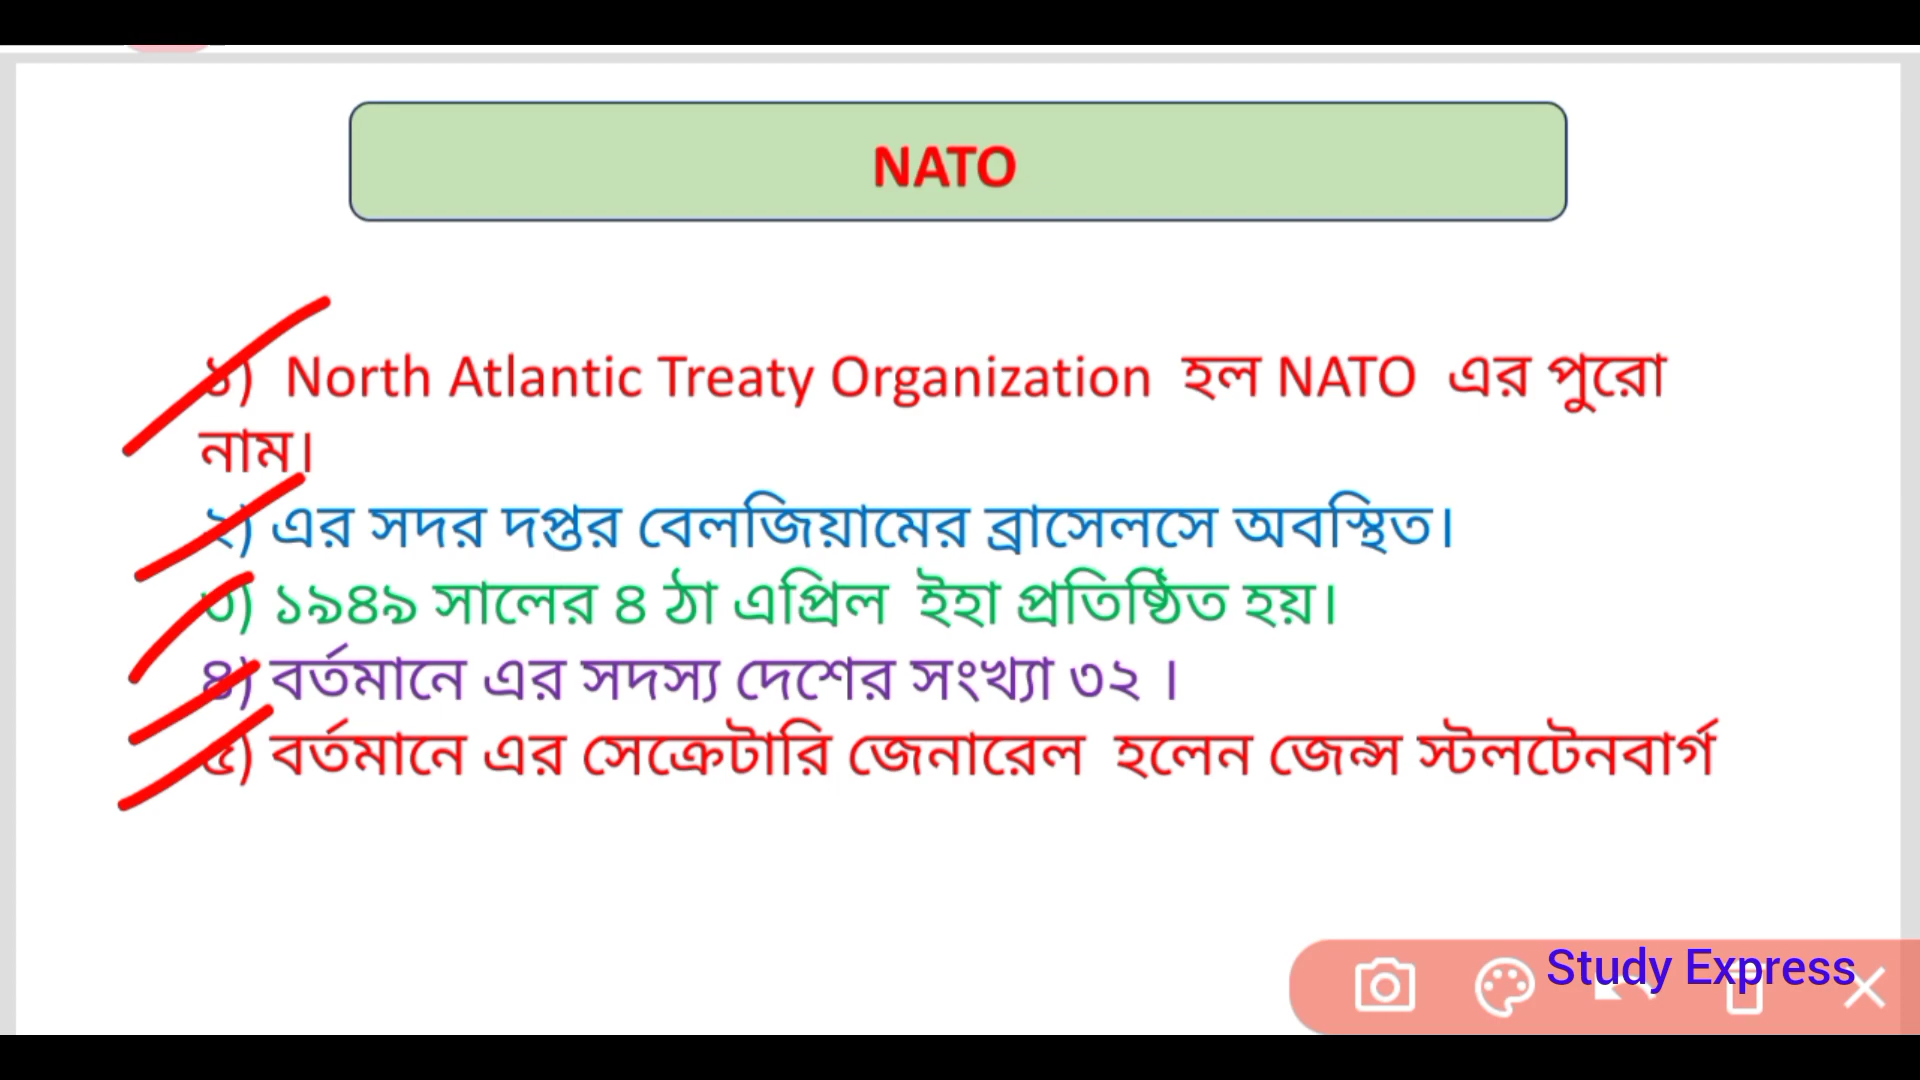 NATO
১) North Atlantic Treaty Organization হল NATO এর পুরো
নাম।
২) এর সদর দপ্তর বেলজিয়ামের ব্রাসেলসে অবস্থিত।
৩) ১৯৪৯ সালের ৪ ঠা এপ্রিল ইহা প্রতিষ্ঠিত হয়।
৪) বর্তমানে এর সদস্য দেশের সংখ্যা ৩২ ।
৫) বর্তমানে এর সেক্রেটারি জেনারেল হলেন জেন্স স্টলটেনবার্গ
Study Express